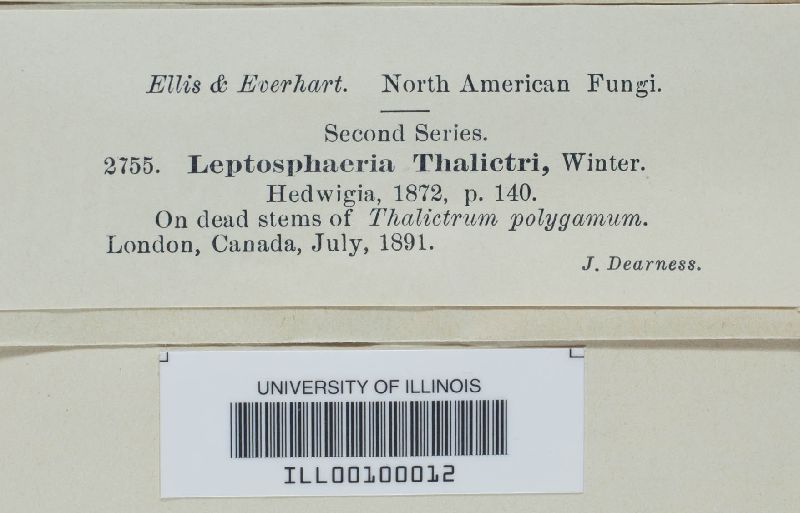 Ellis & Everhart. North American Fungi.
Second Series.
2755. Leptosphaeria Thalictri, Winter.
Hedwigia, 1872, p. 140.
On dead stems of Thalictrum polygamum.
London, Canada, July, 1891.
J. Dearness.
UNIVERSITY OF ILLINOIS
ILL00100012